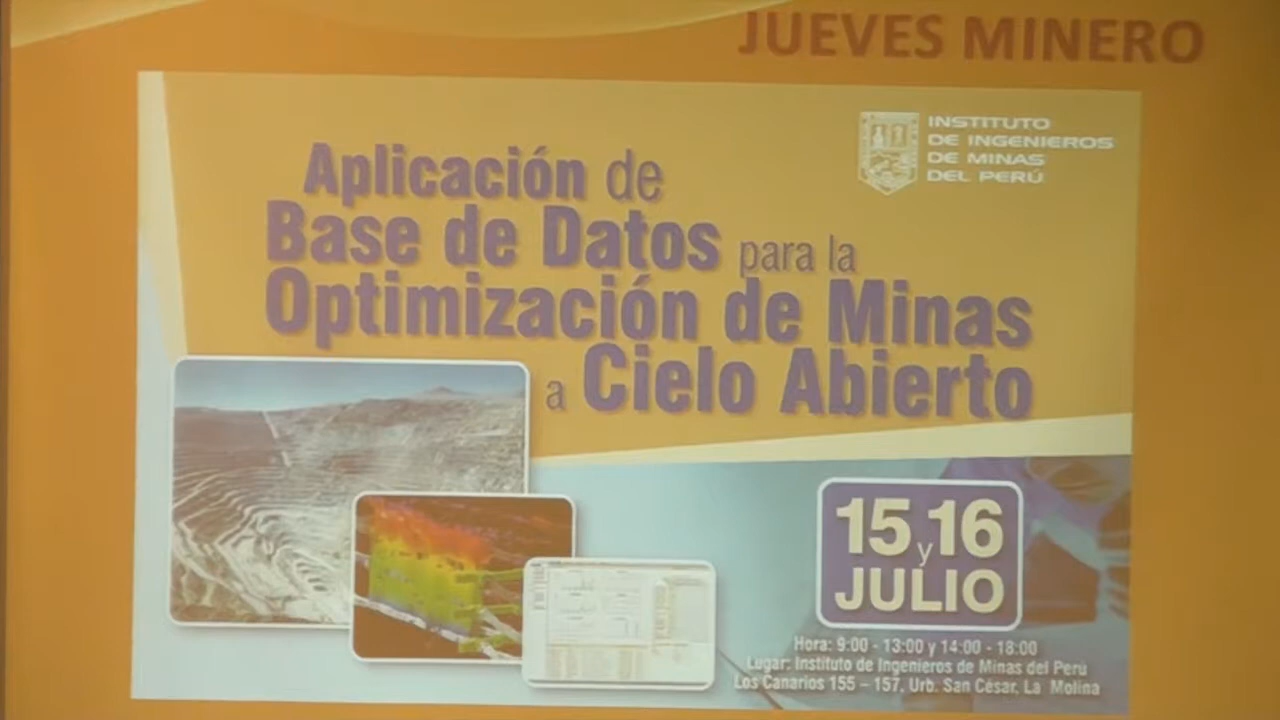 JUEVES MINERO
INSTITUTO
DE INGENIEROS
DE MINAS
DEL PERÚ
Aplicación de
Base de Datos para la
Optimización de Minas
a Cielo Abierto
15 y 16
JULIO
Hora: 9:00 - 13:00 y 14:00 - 18:00
Lugar: Instituto de Ingenieros de Minas del Perú
Los Canarios 155 – 157, Urb. San César, La Molina